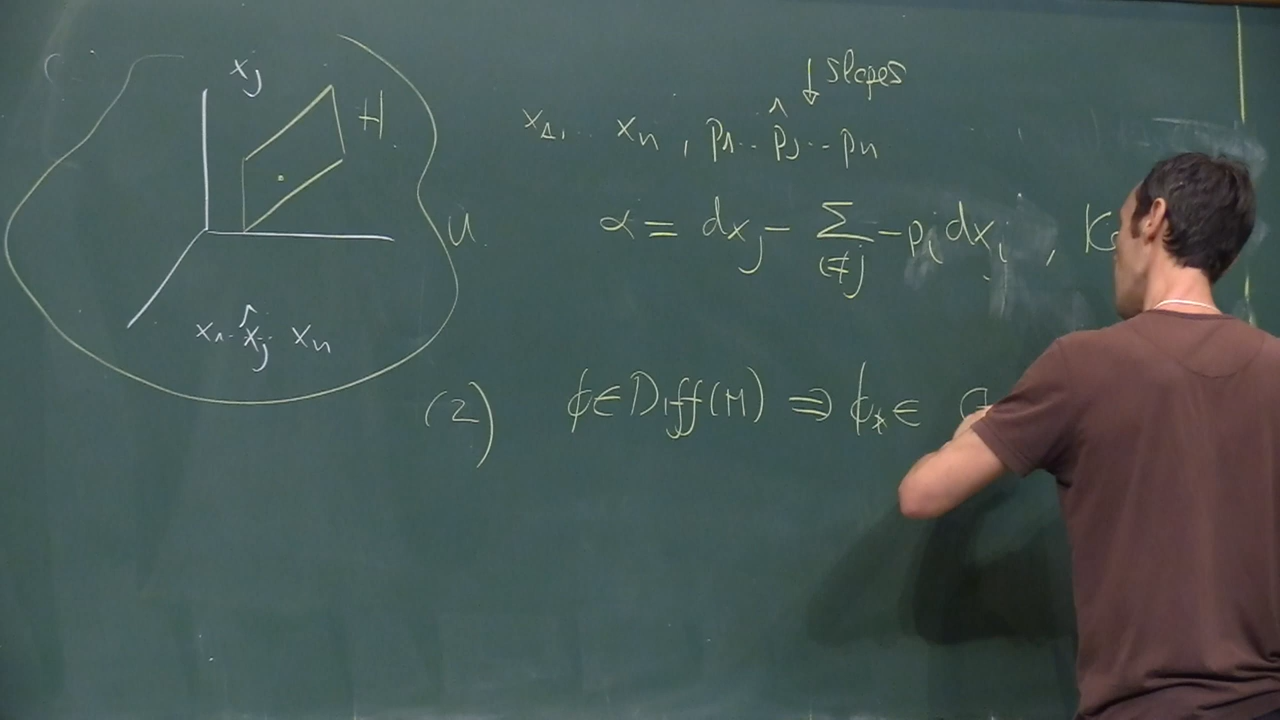 x_j
H
U
x_1 .. x̂_j .. x_n
↓ slopes
x_1, ... x_n , p_1 .. p̂_j .. p_n
α = dx_j - Σ_{i≠j} - p_i dx_i ,
(2) ϕ ∈ Diff(M) ⇒ ϕ_* ∈